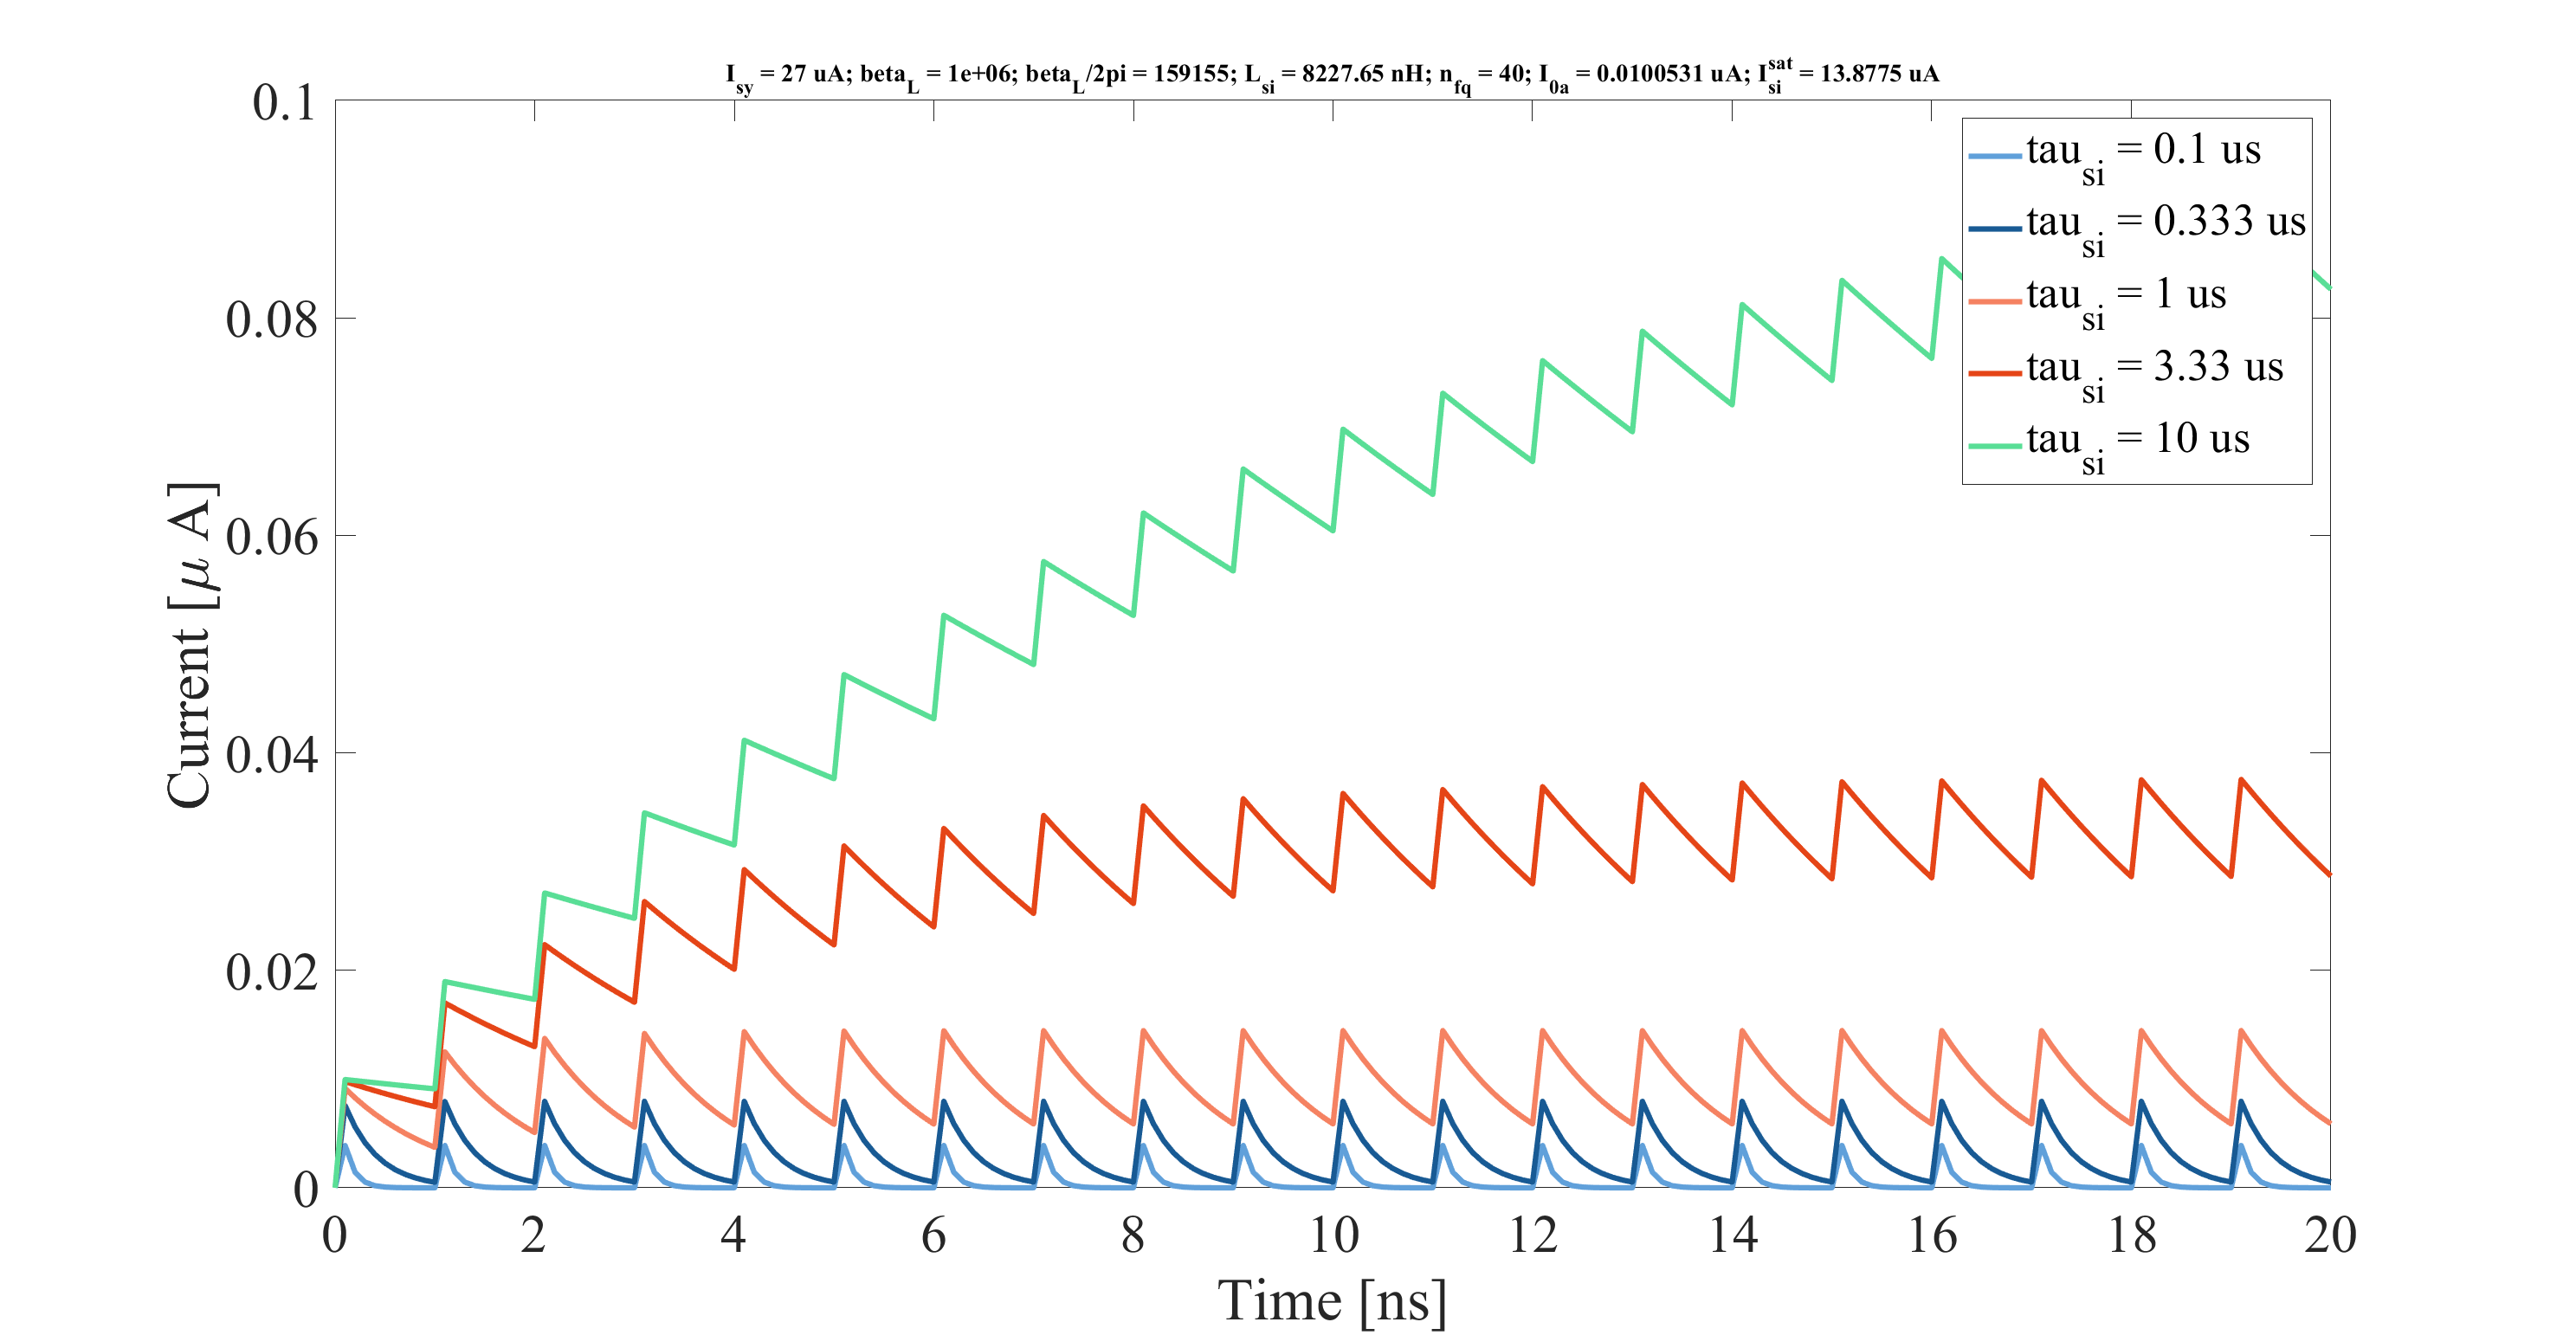 I_sy = 27 uA; beta_L = 1e+06; beta_L/2pi = 159155; L_si = 8227.65 nH; n_fq = 40; I_0a = 0.0100531 uA; I_si^sat = 13.8775 uA
0.1
0.08
0.06
0.04
0.02
0
Current [μ A]
0 2 4 6 8 10 12 14 16 18 20
Time [ns]
tau_si = 0.1 us
tau_si = 0.333 us
tau_si = 1 us
tau_si = 3.33 us
tau_si = 10 us